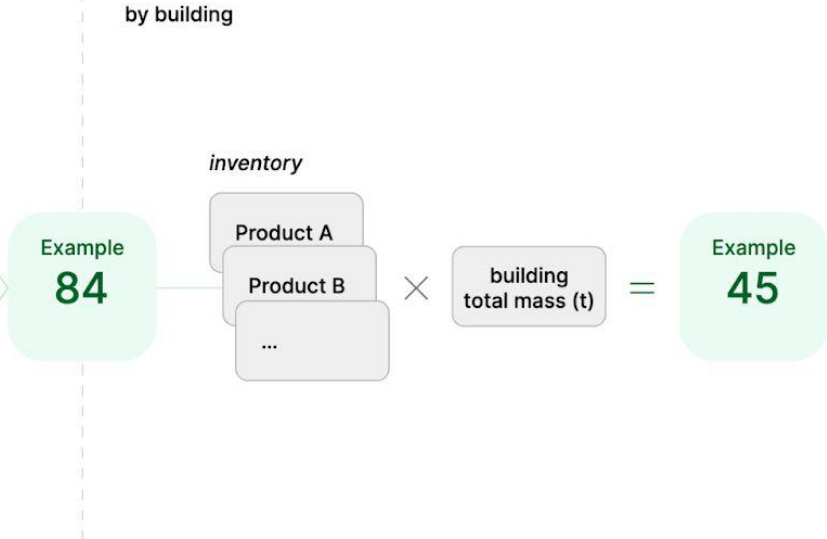 by building
inventory
Product A
Example
84
Product B
building
total mass (t)
×
=
Example
45
...